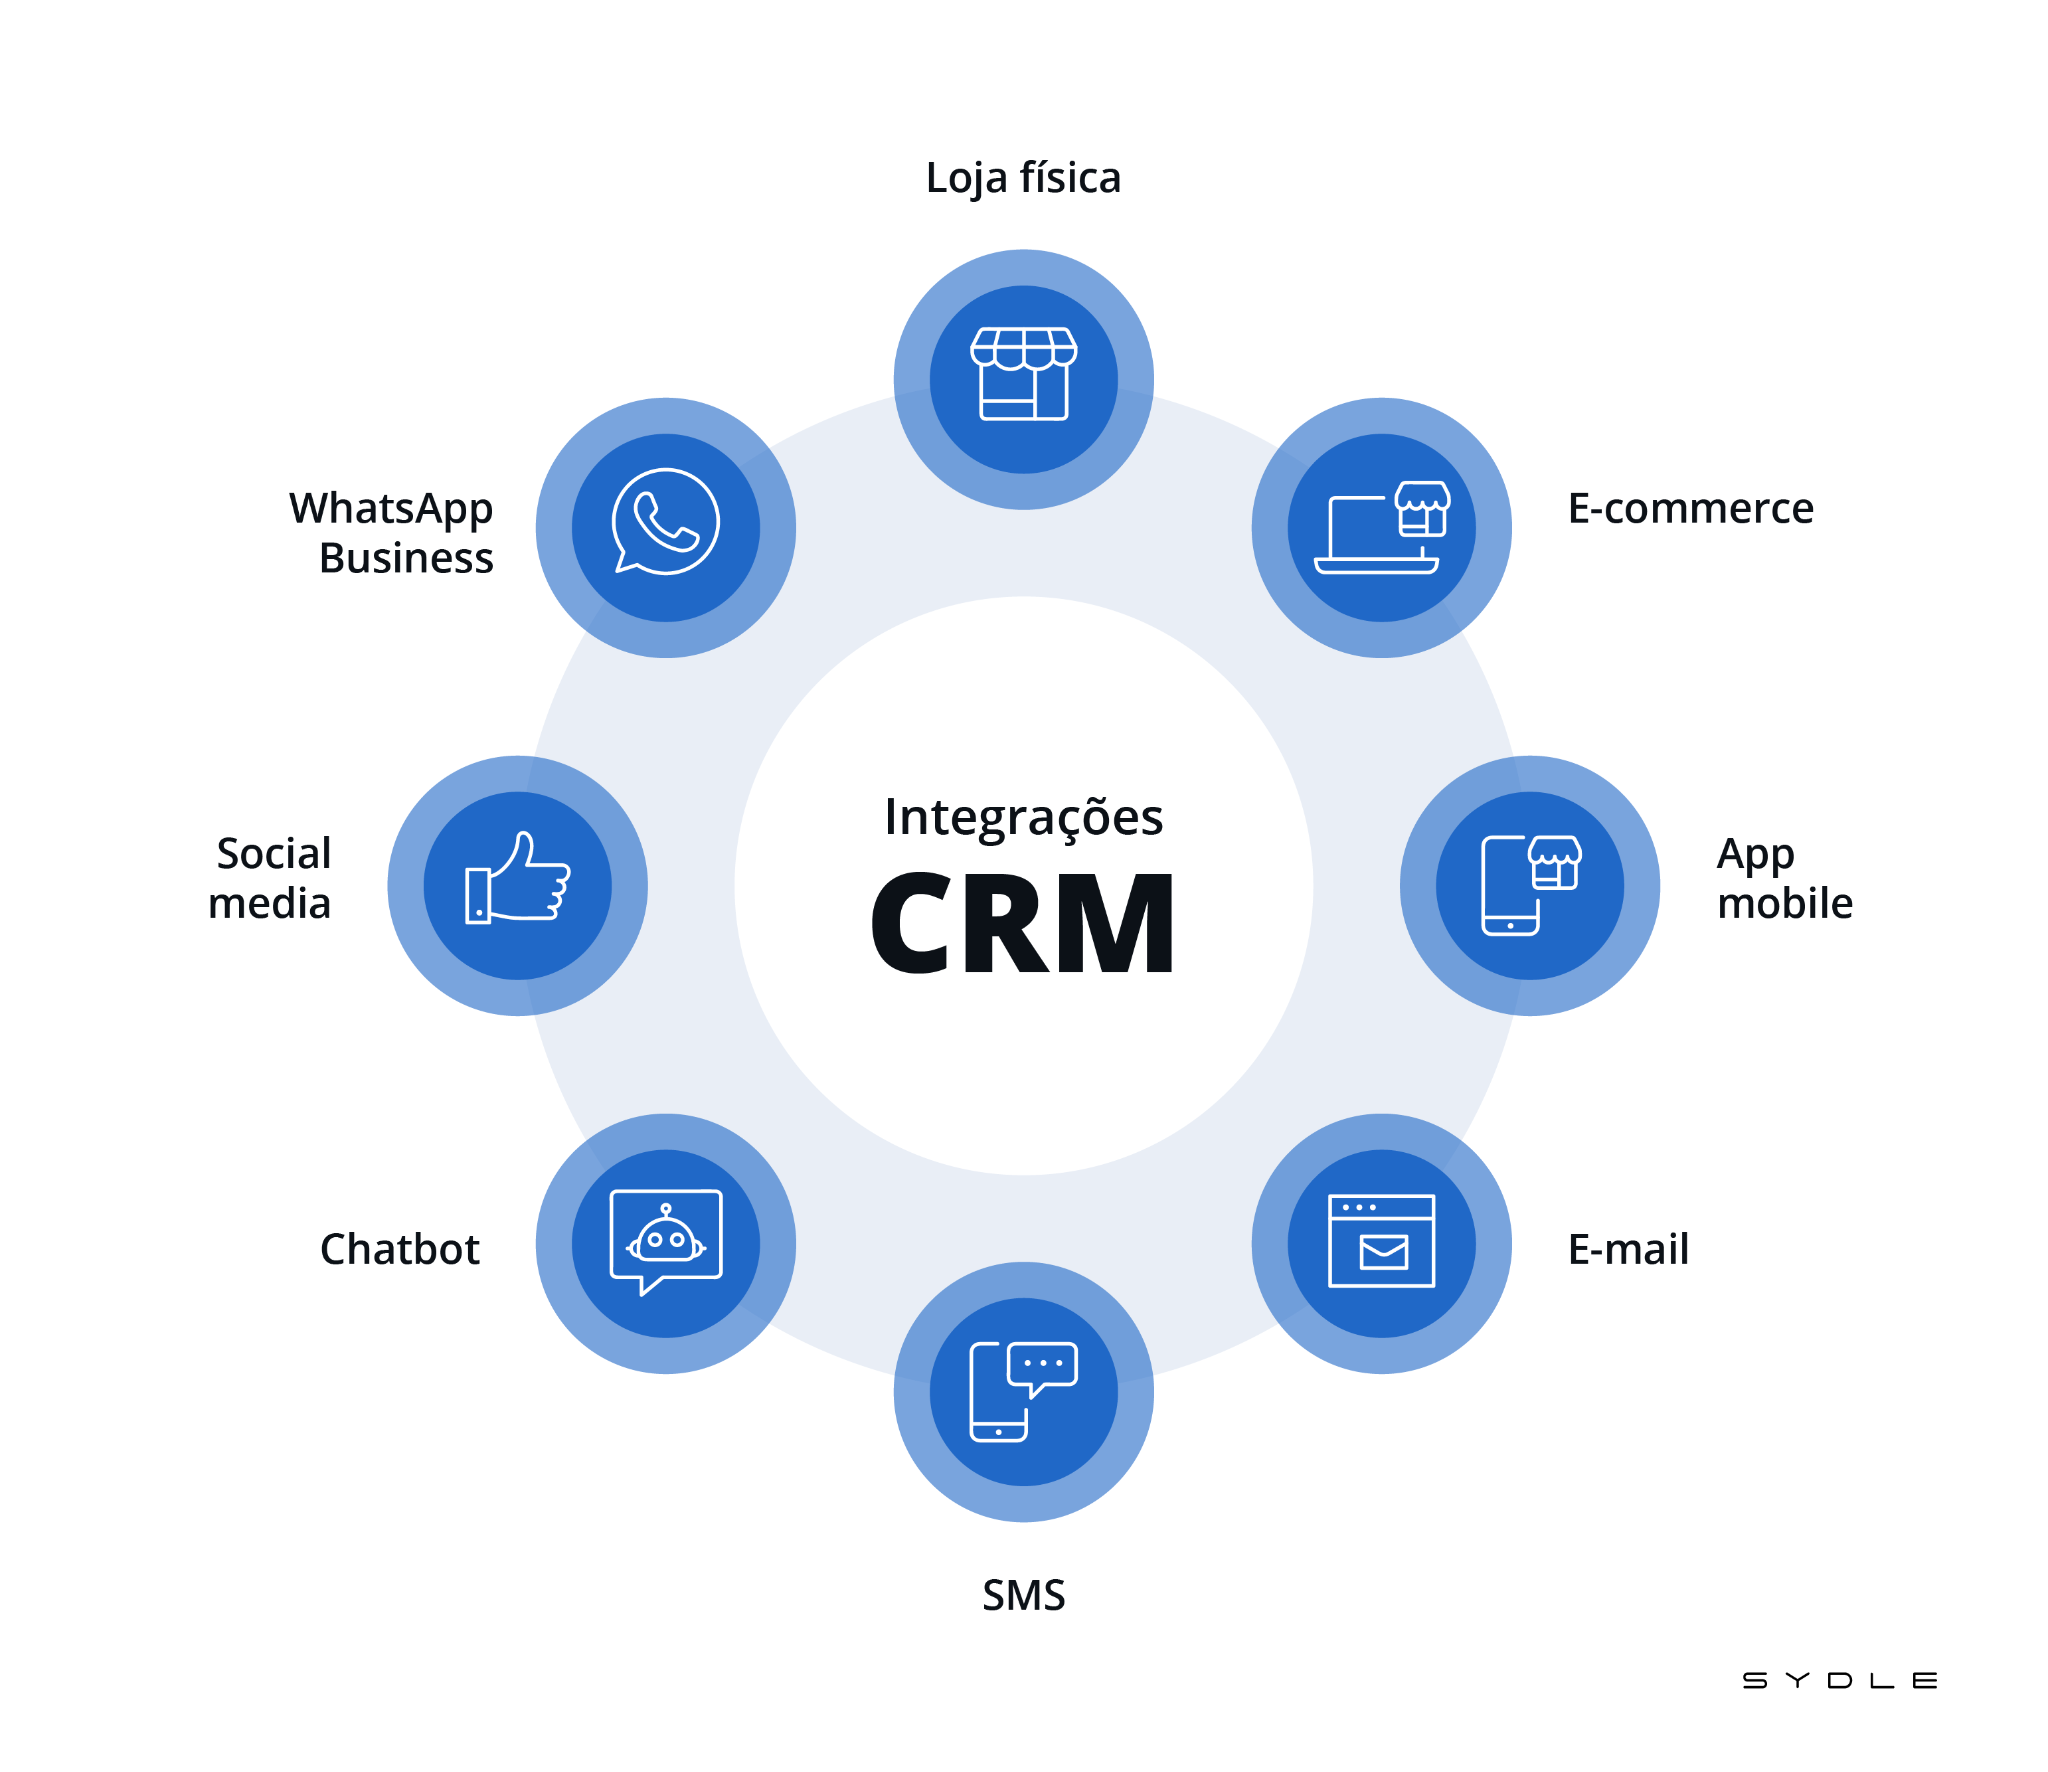 Loja física
WhatsApp
Business
E-commerce
Integrações
CRM
Social
media
App
mobile
Chatbot
E-mail
SMS
SYDLE